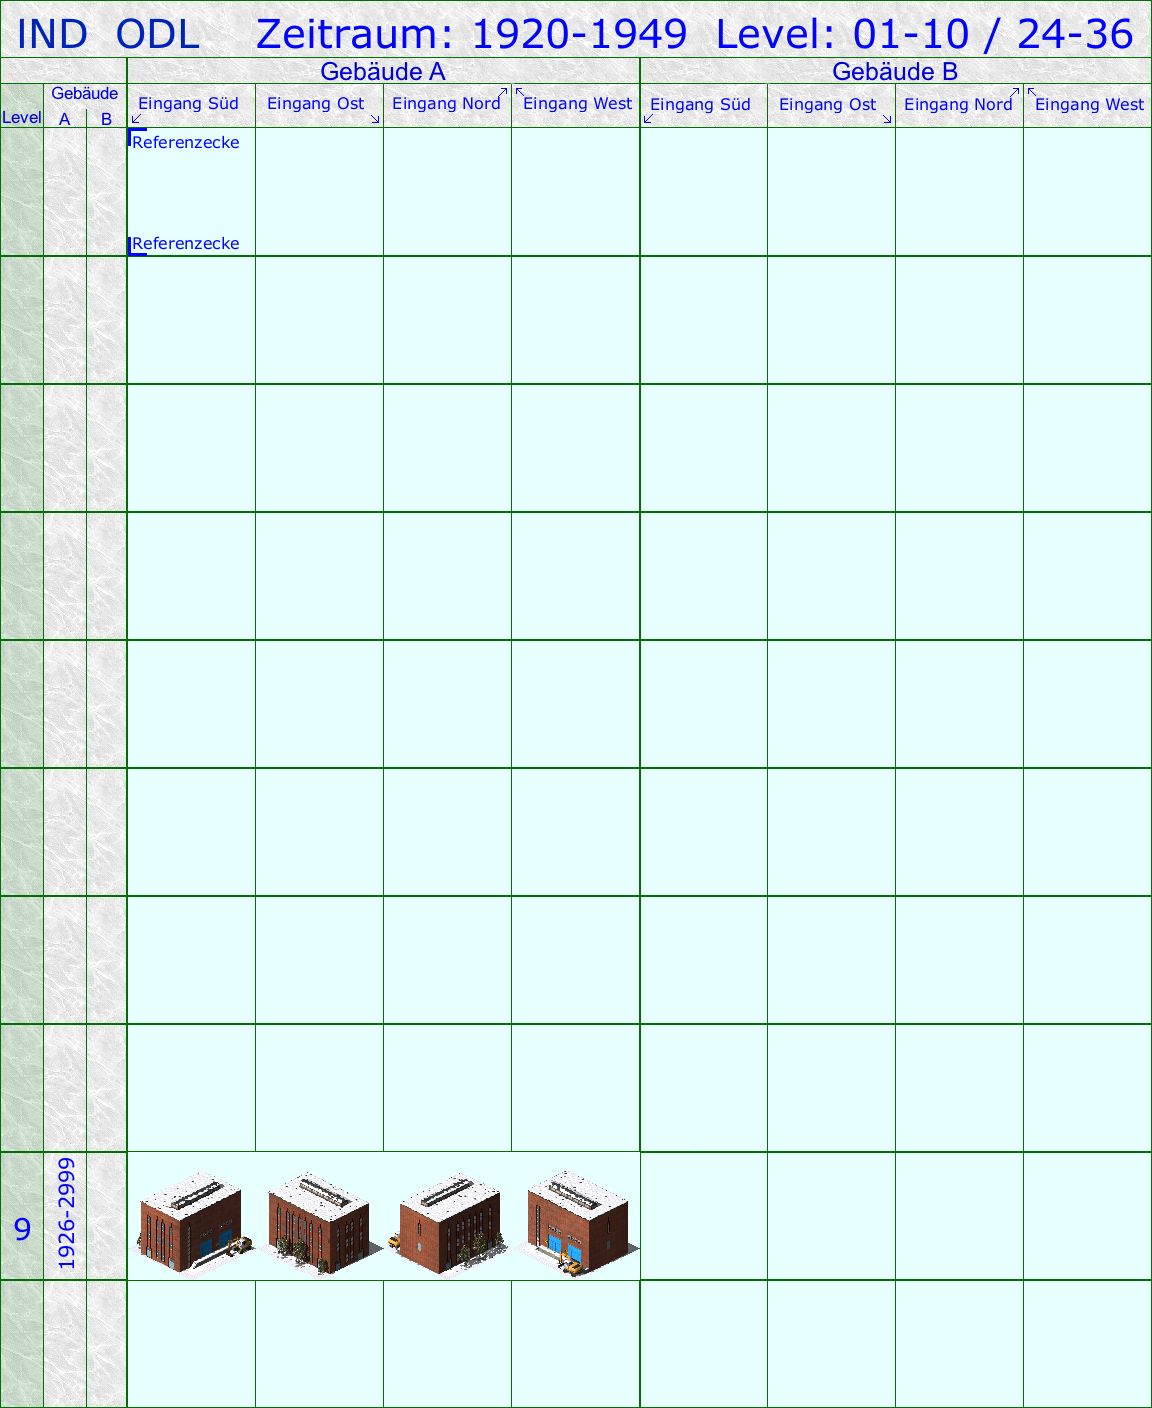 IND ODL Zeitraum: 1920-1949 Level: 01-10 / 24-36
Gebäude A Gebäude B
Level Gebäude A B Eingang Süd Eingang Ost Eingang Nord Eingang West Eingang Süd Eingang Ost Eingang Nord Eingang West
Referenzecke
Referenzecke
9 1926-2999